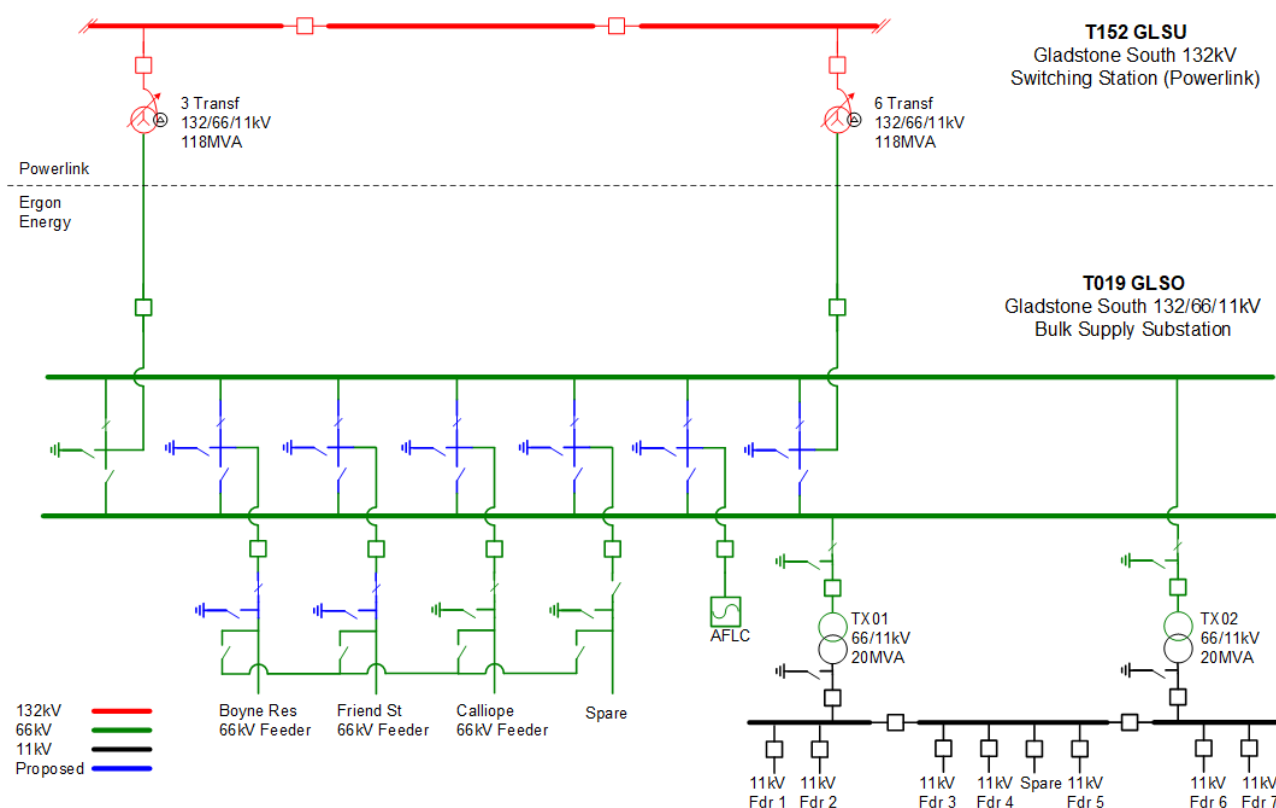 T152 GLSU
Gladstone South 132kV
Switching Station (Powerlink)
3 Transf
132/66/11kV
118MVA
6 Transf
132/66/11kV
118MVA
Powerlink
Ergon
Energy
T019 GLSO
Gladstone South 132/66/11kV
Bulk Supply Substation
AFLC
TX01
66/11kV
20MVA
TX02
66/11kV
20MVA
132kV
66kV
11kV
Proposed
Boyne Res
66kV Feeder
Friend St
66kV Feeder
Calliope
66kV Feeder
Spare
11kV
Fdr 1
11kV
Fdr 2
11kV
Fdr 3
11kV
Fdr 4
Spare
11kV
Fdr 5
11kV
Fdr 6
11kV
Fdr 7